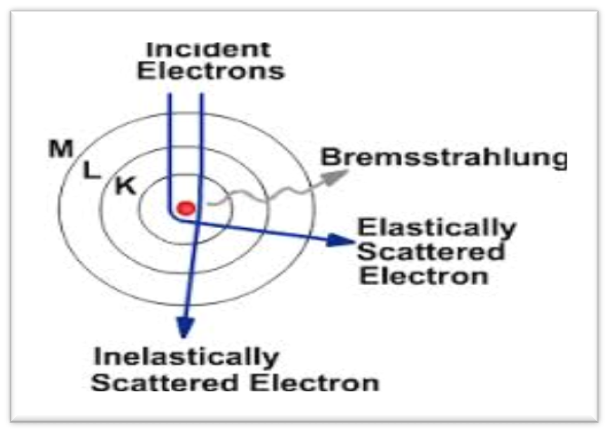 Incident
Electrons
M
L
K
Bremsstrahlung
Elastically
Scattered
Electron
Inelastically
Scattered Electron